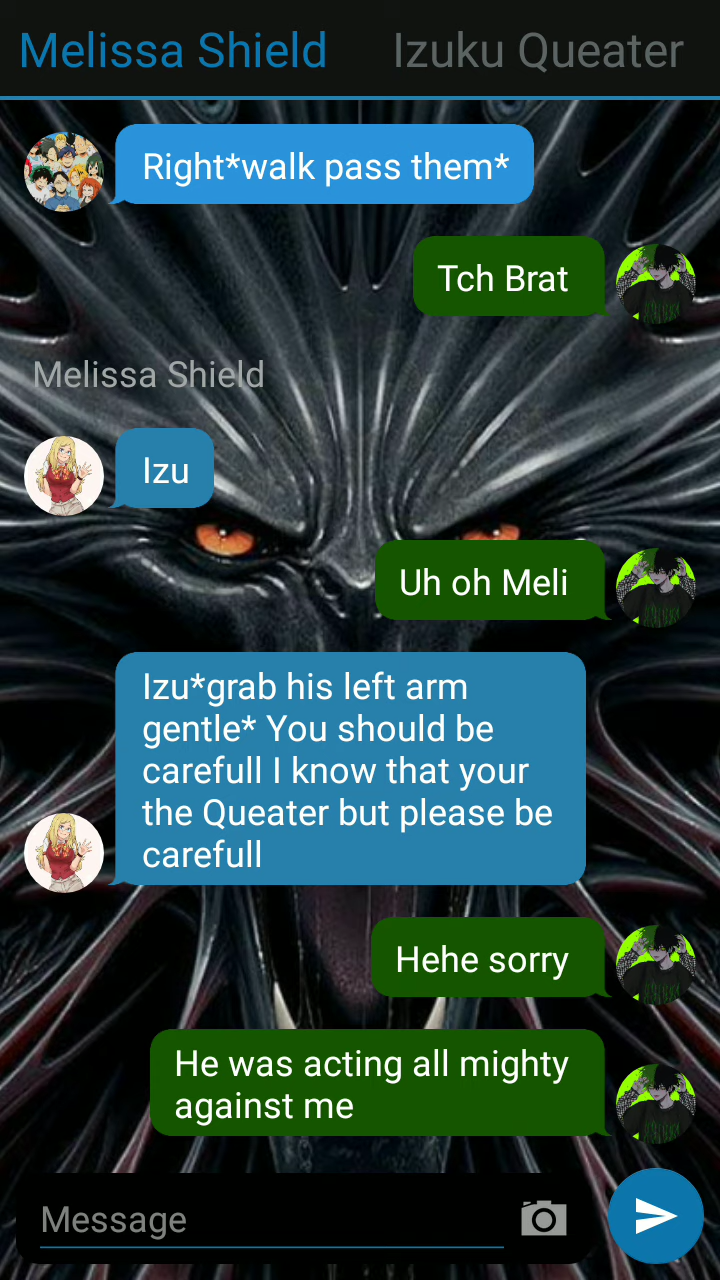 Melissa Shield Izuku Queater
Right*walk pass them*
Tch Brat
Melissa Shield
Izu
Uh oh Meli
Izu*grab his left arm
gentle* You should be
carefull I know that your
the Queater but please be
carefull
Hehe sorry
He was acting all mighty
against me
Message